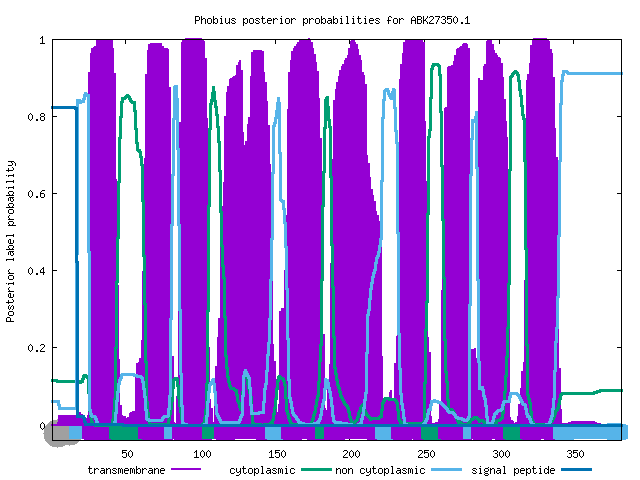 Phobius posterior probabilities for ABK27350.1
1
0.8
0.6
0.4
0.2
0
Posterior label probability
50
100
150
200
250
300
350
transmembrane
cytoplasmic
non cytoplasmic
signal peptide